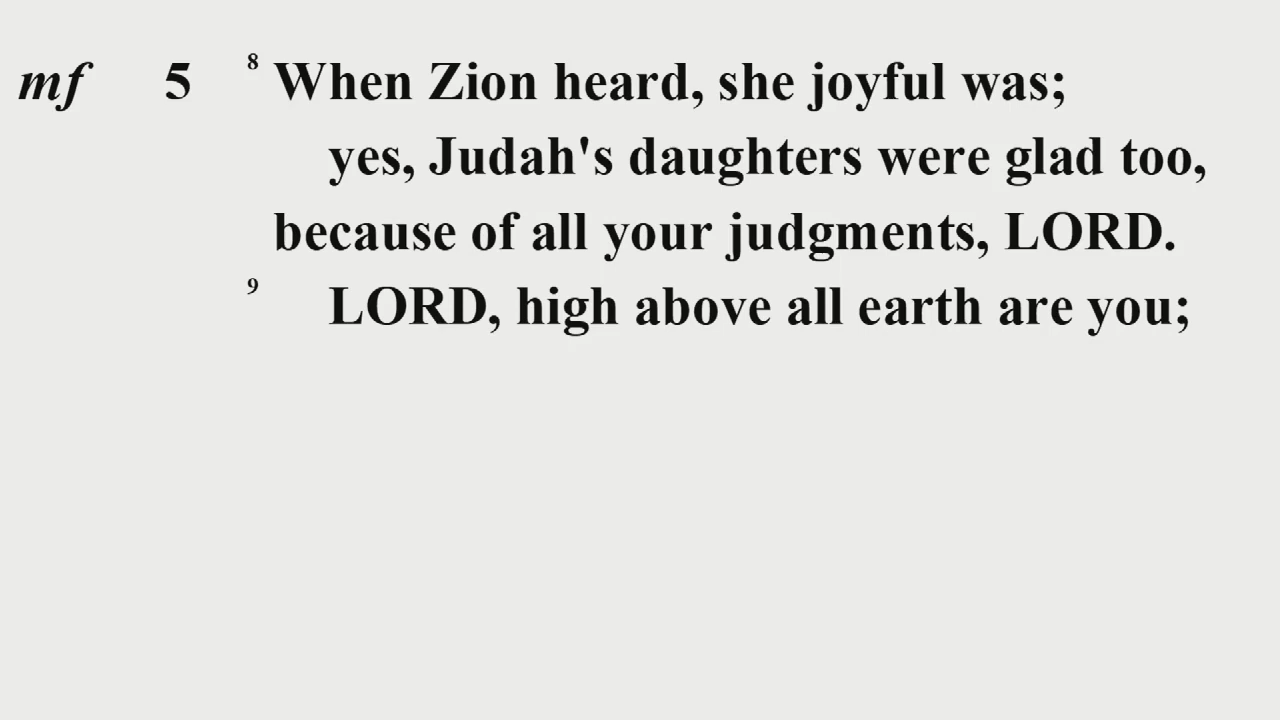 mf 5 8 When Zion heard, she joyful was;
yes, Judah's daughters were glad too,
because of all your judgments, LORD.
9 LORD, high above all earth are you;